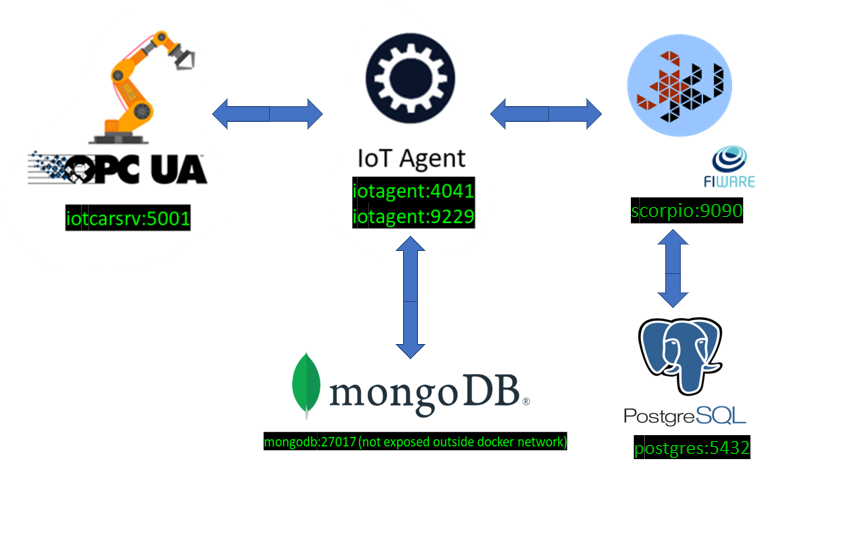 OPC UA
iotcarsrv:5001
IoT Agent
iotagent:4041
iotagent:9229
FIWARE
scorpio:9090
mongoDB®
mongodb:27017 (not exposed outside docker network)
PostgreSQL
postgres:5432